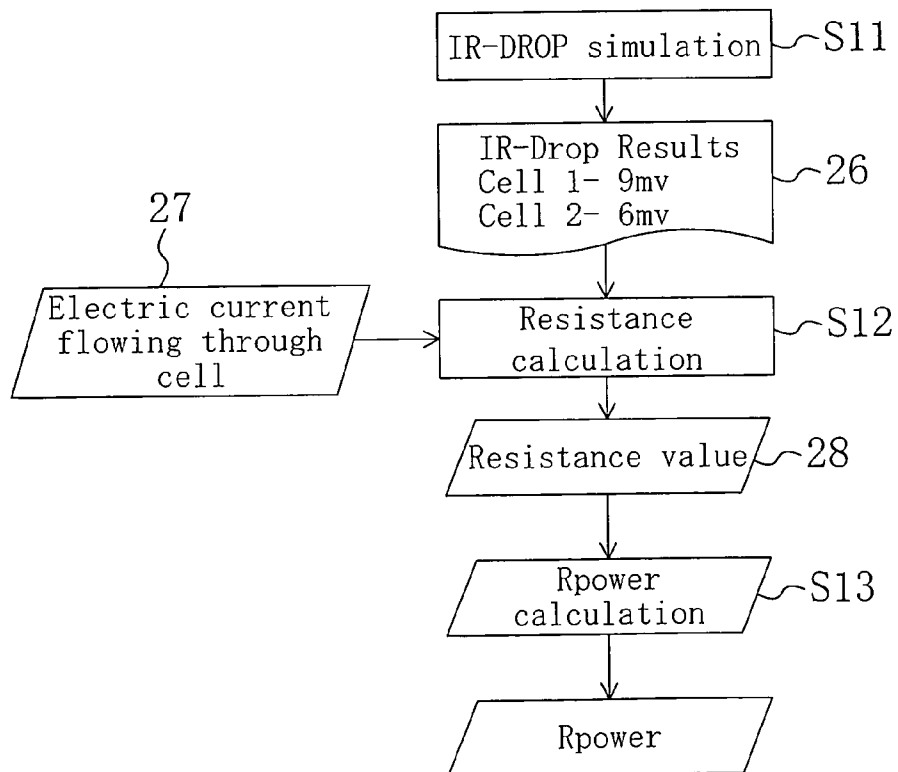 IR-DROP simulation
S11
IR-Drop Results
Cell 1- 9mv
Cell 2- 6mv
26
27
Electric current
flowing through
cell
Resistance
calculation
S12
Resistance value
28
Rpower
calculation
S13
Rpower